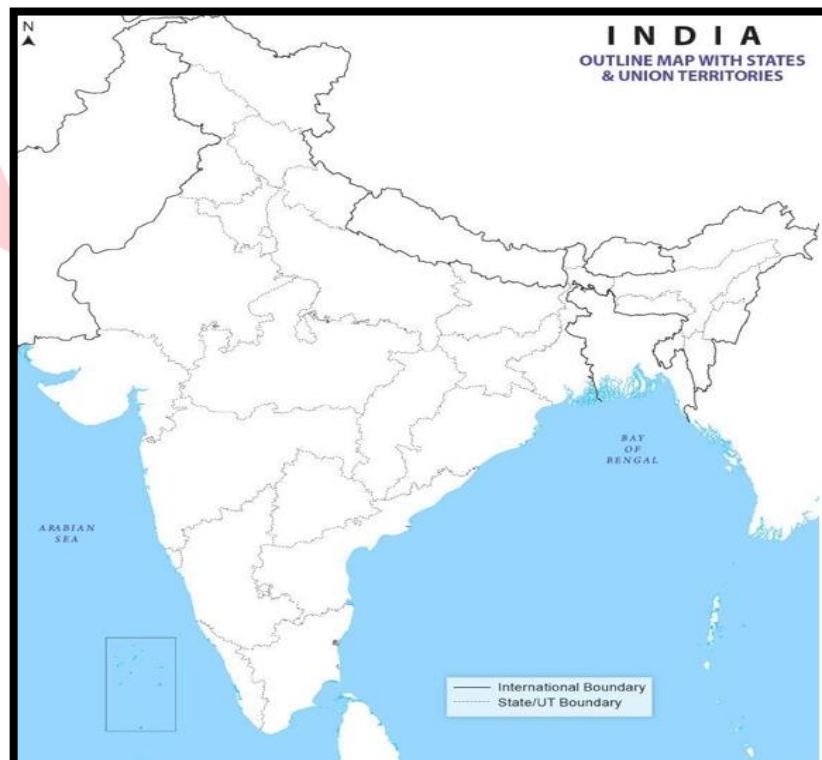 N
I N D I A
OUTLINE MAP WITH STATES
& UNION TERRITORIES
BAY
OF
BENGAL
ARABIAN
SEA
International Boundary
State/UT Boundary